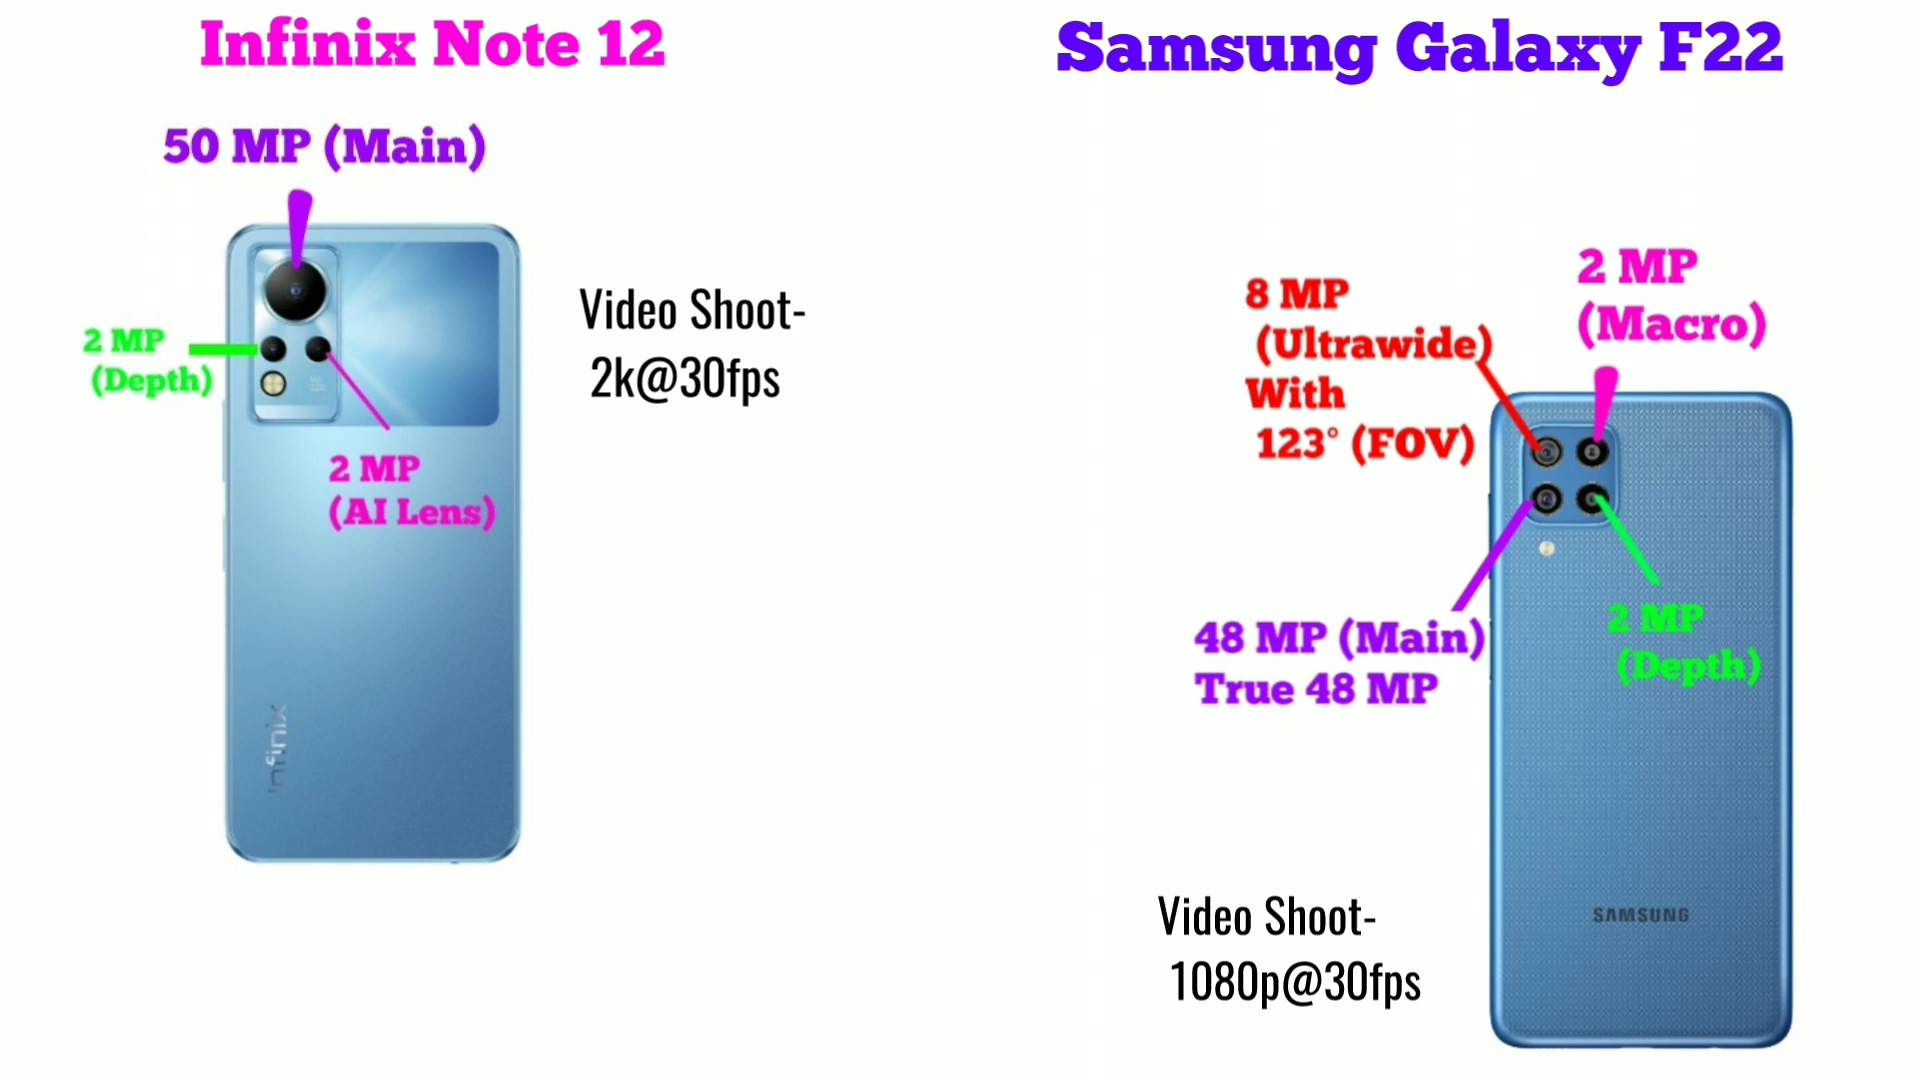 Infinix Note 12
50 MP (Main)
2 MP
(Depth)
2 MP
(AI Lens)
Video Shoot-
2k@30fps
Infinix
Samsung Galaxy F22
8 MP
(Ultrawide)
With
123° (FOV)
2 MP
(Macro)
48 MP (Main)
True 48 MP
2 MP
(Depth)
SAMSUNG
Video Shoot-
1080p@30fps